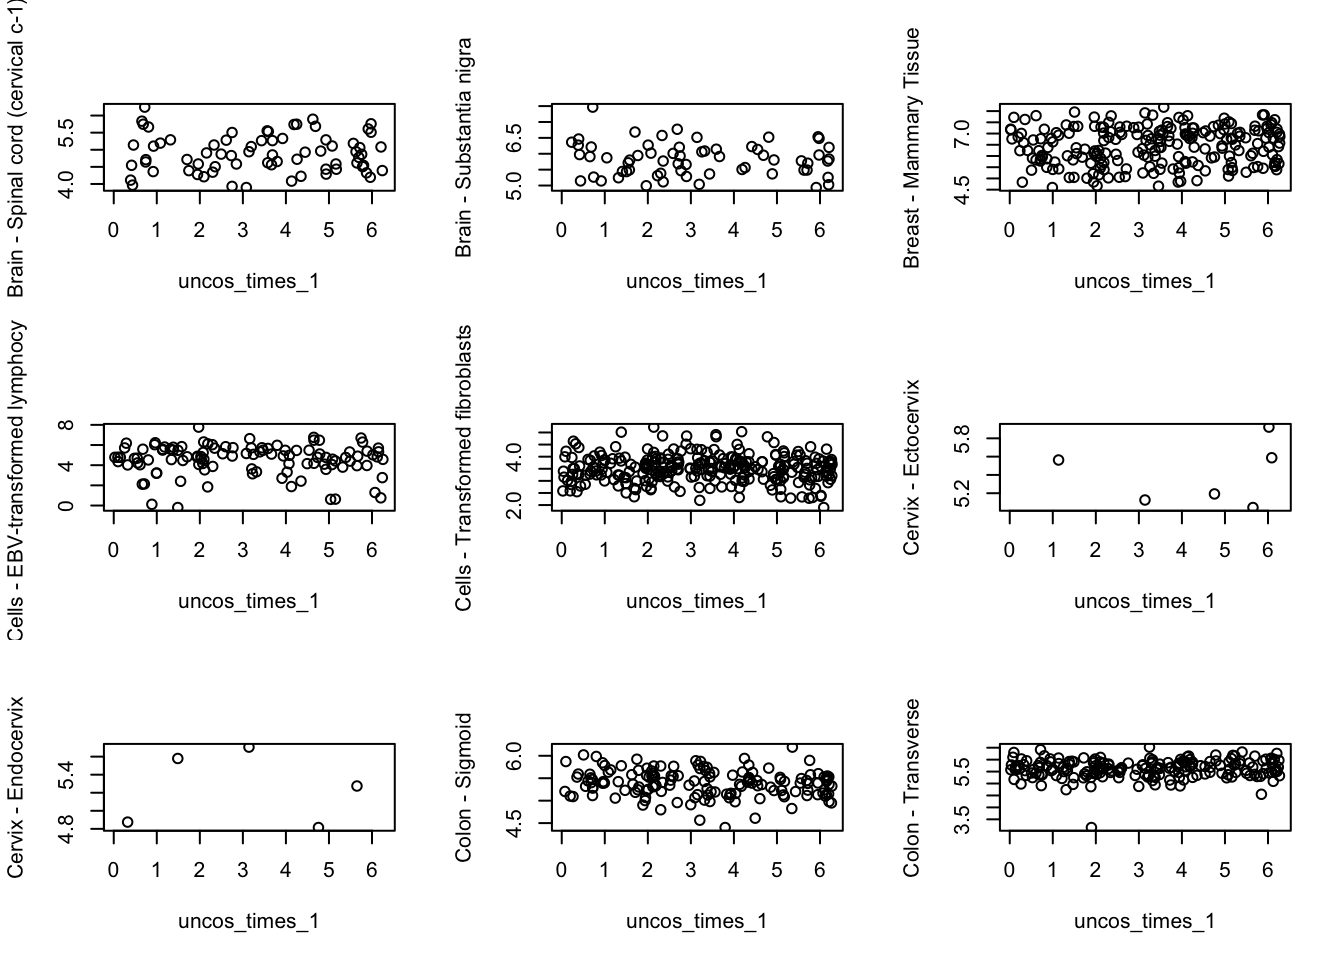 Brain - Spinal cord (cervical c-1)
4.0 5.5
0 1 2 3 4 5 6
uncos_times_1
Brain - Substantia nigra
5.0 6.5
0 1 2 3 4 5 6
uncos_times_1
Breast - Mammary Tissue
4.5 7.0
0 1 2 3 4 5 6
uncos_times_1
Cells - EBV-transformed lymphocy
0 4 8
0 1 2 3 4 5 6
uncos_times_1
Cells - Transformed fibroblasts
2.0 4.0
0 1 2 3 4 5 6
uncos_times_1
Cervix - Ectocervix
5.2 5.8
0 1 2 3 4 5 6
uncos_times_1
Cervix - Endocervix
4.8 5.4
0 1 2 3 4 5 6
uncos_times_1
Colon - Sigmoid
4.5 6.0
0 1 2 3 4 5 6
uncos_times_1
Colon - Transverse
3.5 5.5
0 1 2 3 4 5 6
uncos_times_1